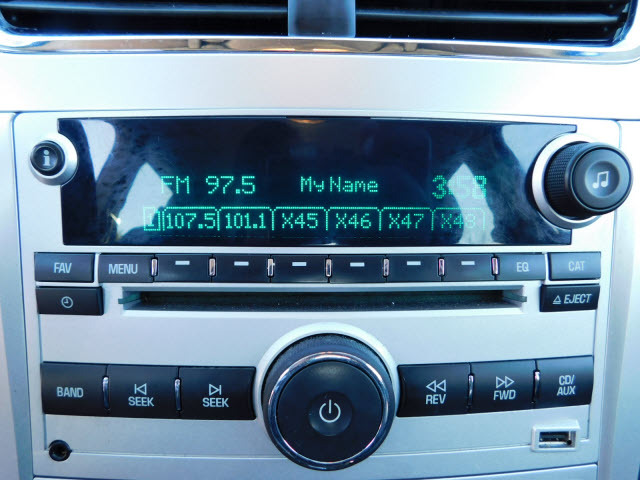 FM 97.5 My Name 3:58
1 107.5 101.1 X45 X46 X47 X48
FAV MENU EQ CAT
EJECT
BAND SEEK SEEK REV FWD CD/
AUX